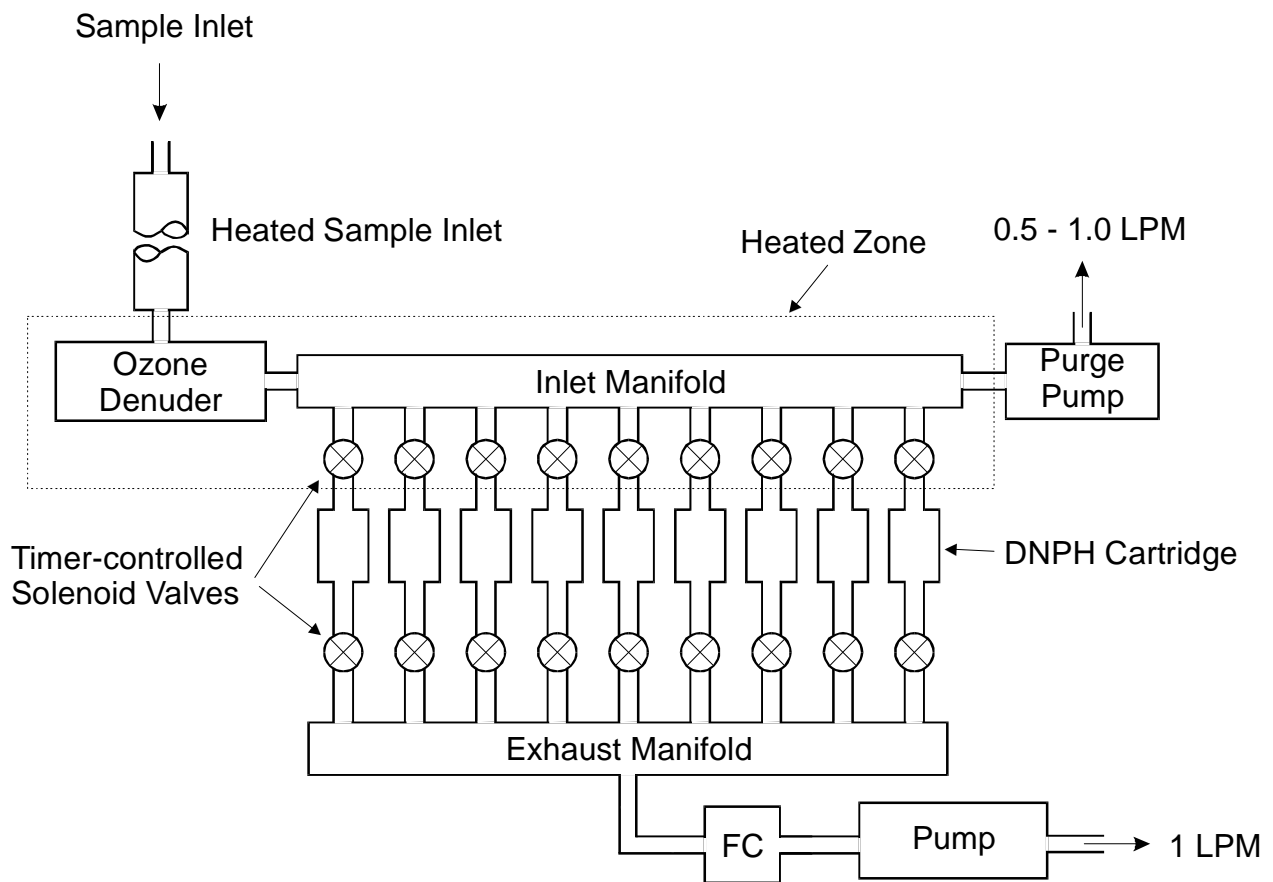 Sample Inlet
Heated Sample Inlet
Heated Zone
0.5 - 1.0 LPM
Ozone
Denuder
Inlet Manifold
Purge
Pump
Timer-controlled
Solenoid Valves
DNPH Cartridge
Exhaust Manifold
FC
Pump
1 LPM